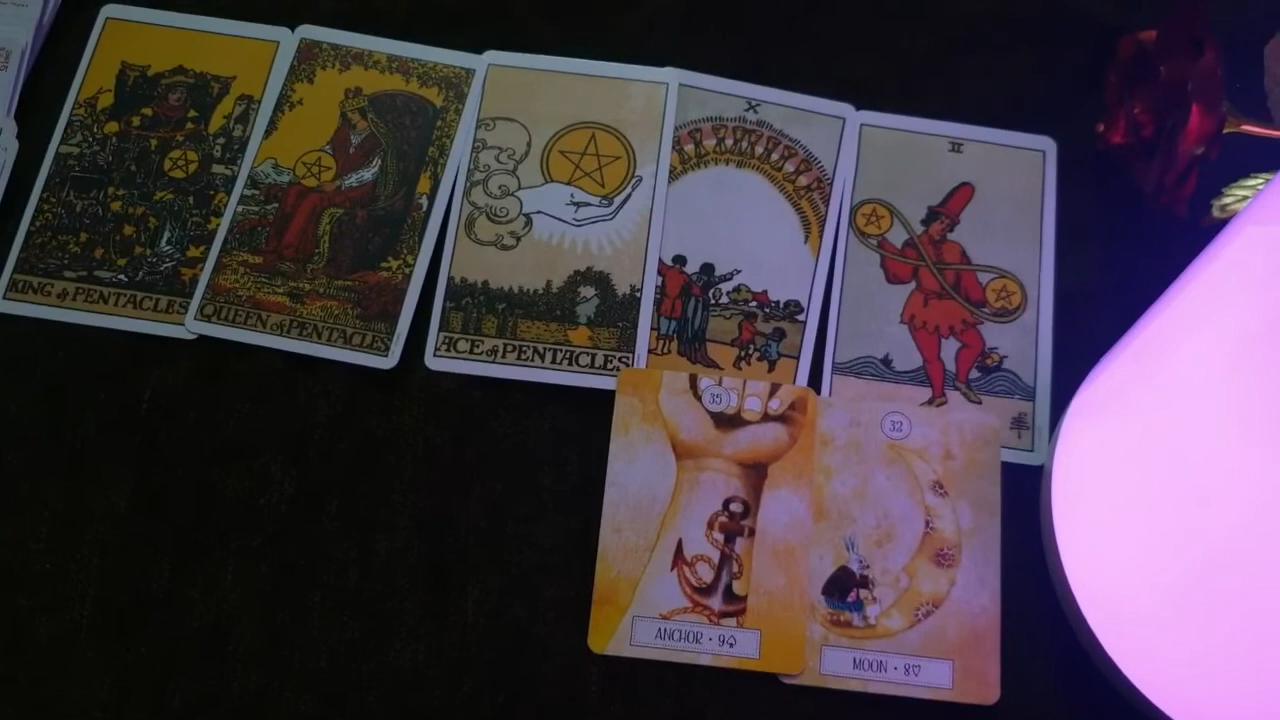 KING of PENTACLES
QUEEN of PENTACLES
ACE of PENTACLES
X
II
35
ANCHOR • 9♤
32
MOON • 8♡